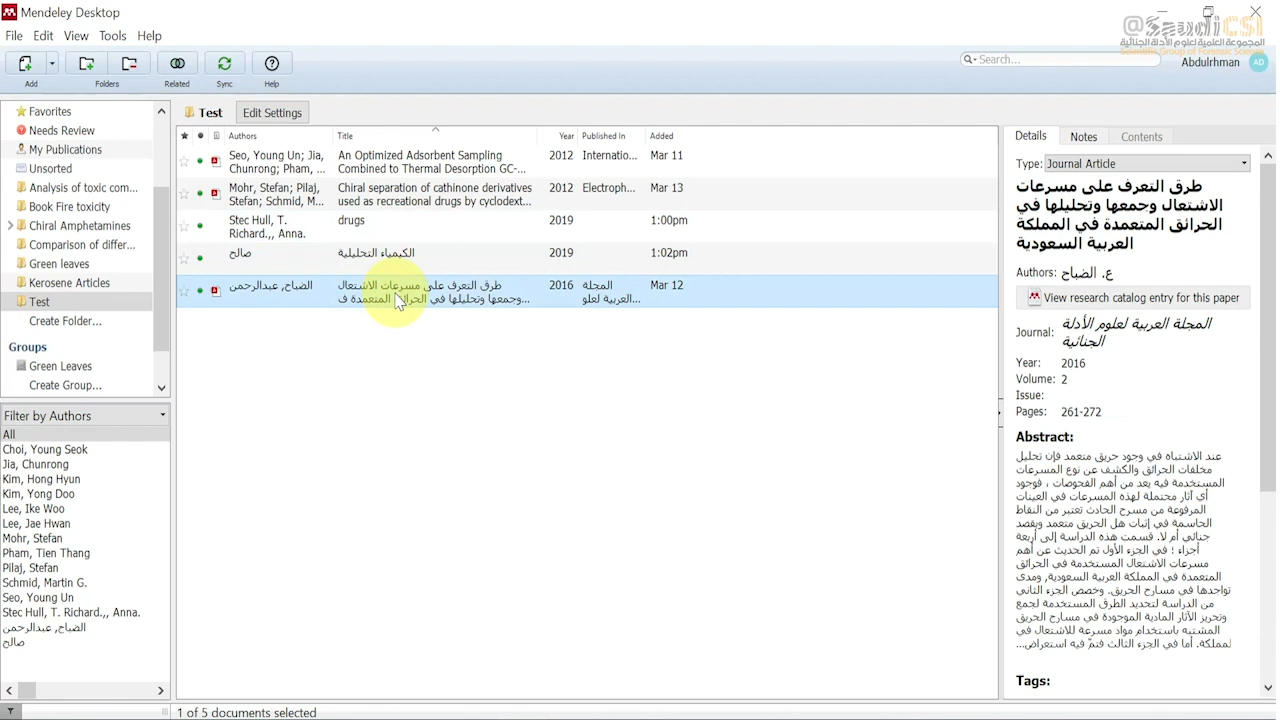 Mendeley Desktop
@SaudiCSI
المجموعة العلمية لعلوم الأدلة الجنائية
Scientific Group of Forensic Science
File Edit View Tools Help
Add Folders Related Sync Help
Search...
Abdulrhman AD
Favorites
Needs Review
My Publications
Unsorted
Analysis of toxic com...
Book Fire toxicity
Chiral Amphetamines
Comparison of differ...
Green leaves
Kerosene Articles
Test
Create Folder...
Groups
Green Leaves
Create Group...
Filter by Authors
All
Choi, Young Seok
Jia, Chunrong
Kim, Hong Hyun
Kim, Yong Doo
Lee, Ike Woo
Lee, Jae Hwan
Mohr, Stefan
Pham, Tien Thang
Pilaj, Stefan
Schmid, Martin G.
Seo, Young Un
Stec Hull, T. Richard.,, Anna.
الضباح, عبدالرحمن
صالح
Test Edit Settings
Authors Title Year Published In Added
Seo, Young Un; Jia, An Optimized Adsorbent Sampling 2012 Internatio... Mar 11
Chunrong; Pham, ... Combined to Thermal Desorption GC-...
Mohr, Stefan; Pilaj, Chiral separation of cathinone derivatives 2012 Electroph... Mar 13
Stefan; Schmid, M... used as recreational drugs by cyclodext...
Stec Hull, T. drugs 2019 1:00pm
Richard.,, Anna.
صالح الكيمياء التحليلية 2019 1:02pm
الضباح, عبدالرحمن طرق التعرف على مسرعات الاشتعال 2016 المجلة Mar 12
وجمعها وتحليلها في الحرائق المتعمدة ف... العربية لعلو...
Details Notes Contents
Type: Journal Article
طرق التعرف على مسرعات
الاشتعال وجمعها وتحليلها في
الحرائق المتعمدة في المملكة
العربية السعودية
Authors: ع. الضباح
View research catalog entry for this paper
Journal: المجلة العربية لعلوم الأدلة
الجنائية
Year: 2016
Volume: 2
Issue:
Pages: 261-272
Abstract:
عند الاشتباه في وجود حريق متعمد فإن تحليل
مخلفات الحرائق والكشف عن نوع المسرعات
المستخدمة فيه يعد من أهم الفحوصات ، فوجود
أي آثار محتملة لهذه المسرعات في العينات
المرفوعة من مسرح الحادث تعتبر من النقاط
الحاسمة في إثبات هل الحريق متعمد وبقصد
جنائي أم لا. قسمت هذه الدراسة إلى أربعة
أجزاء ؛ في الجزء الأول تم الحديث عن أهم
مسرعات الاشتعال المستخدمة في الحرائق
المتعمدة في المملكة العربية السعودية, ومدى
تواجدها في مسارح الحريق. وخصص الجزء الثاني
من الدراسة لتحديد الطرق المستخدمة لجمع
وتحريز الآثار المادية الموجودة في مسارح الحريق
المشتبه باستخدام مواد مسرعة للاشتعال في
المملكة. أما في الجزء الثالث فتمّ فيه استعراض...
Tags:
1 of 5 documents selected